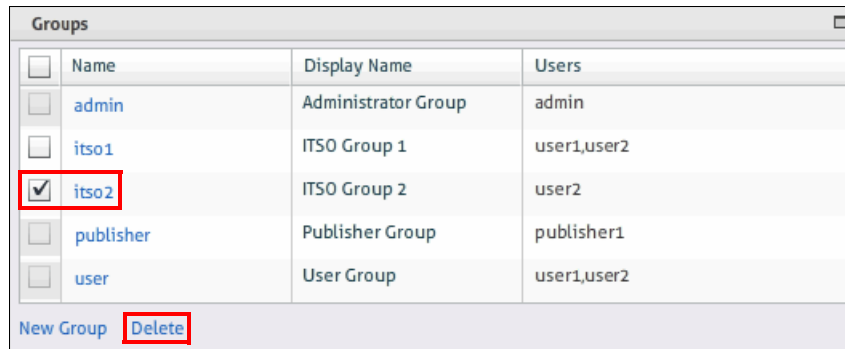 Groups
Name Display Name Users
admin Administrator Group admin
itso1 ITSO Group 1 user1,user2
itso2 ITSO Group 2 user2
publisher Publisher Group publisher1
user User Group user1,user2
New Group Delete